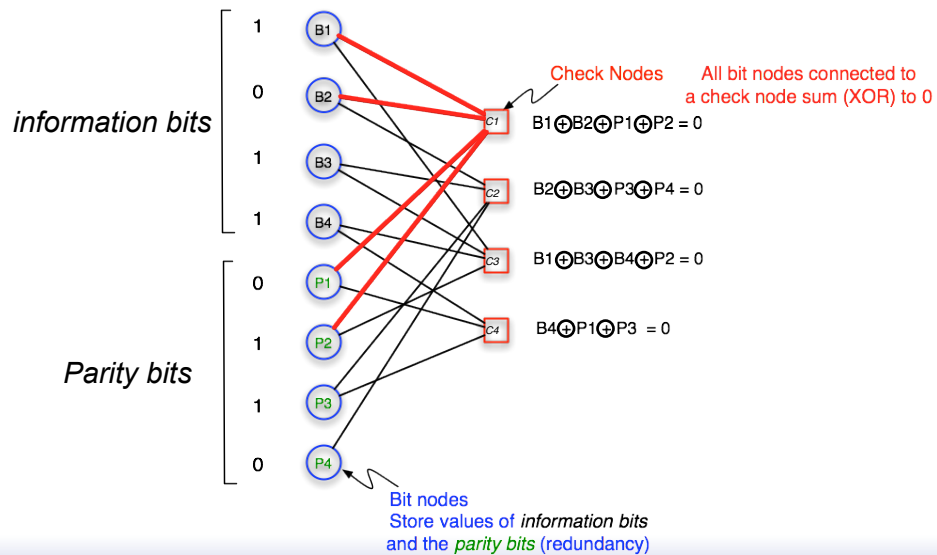 1
B1
Check Nodes
All bit nodes connected to
a check node sum (XOR) to 0
0
B2
information bits
C1
B1⊕B2⊕P1⊕P2 = 0
1
B3
C2
B2⊕B3⊕P3⊕P4 = 0
1
B4
C3
B1⊕B3⊕B4⊕P2 = 0
0
P1
C4
B4⊕P1⊕P3 = 0
1
P2
Parity bits
1
P3
0
P4
Bit nodes
Store values of information bits
and the parity bits (redundancy)